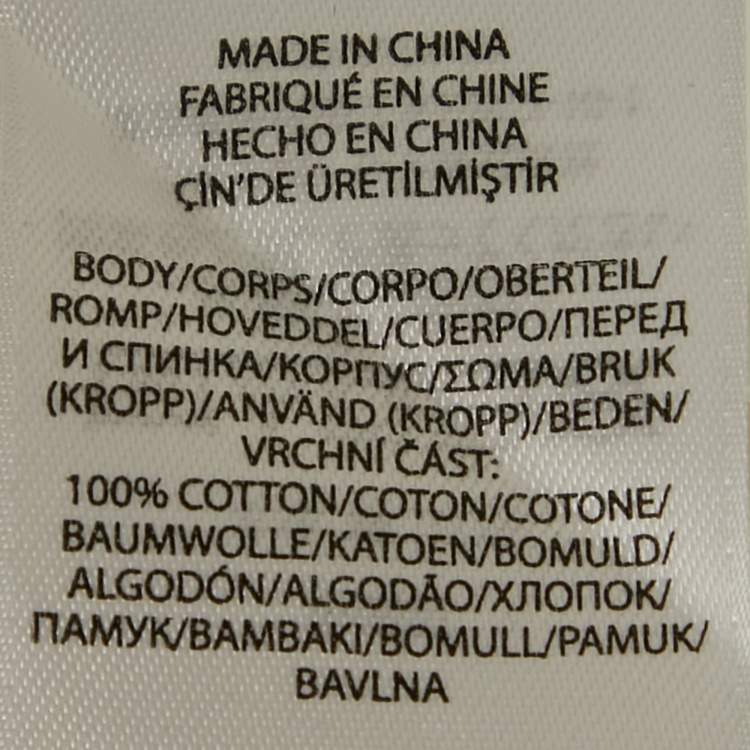 MADE IN CHINA
FABRIQUÉ EN CHINE
HECHO EN CHINA
ÇİN'DE ÜRETİLMİŞTİR
BODY/CORPS/CORPO/OBERTEIL/
ROMP/HOVEDDEL/CUERPO/ПЕРЕД
И СПИНКА/КОРПУС/ΣΩΜΑ/BRUK
(KROPP)/ANVÄND (KROPP)/BEDEN/
VRCHNÍ ČÁST:
100% COTTON/COTON/COTONE/
BAUMWOLLE/KATOEN/BOMULD/
ALGODÓN/ALGODÃO/ХЛОПОК/
ПАМУК/BAMBAKI/BOMULL/PAMUK/
BAVLNA